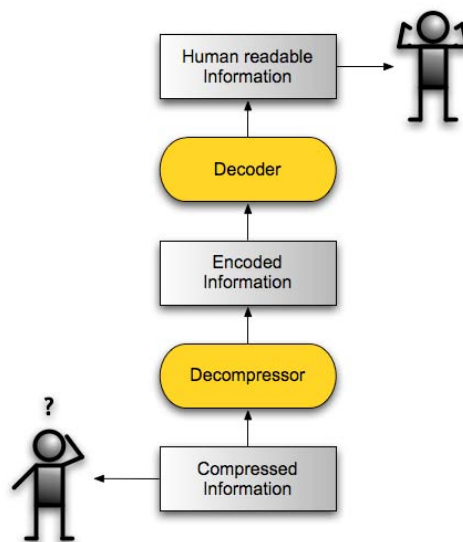 Human readable
Information
Decoder
Encoded
Information
Decompressor
?
Compressed
Information